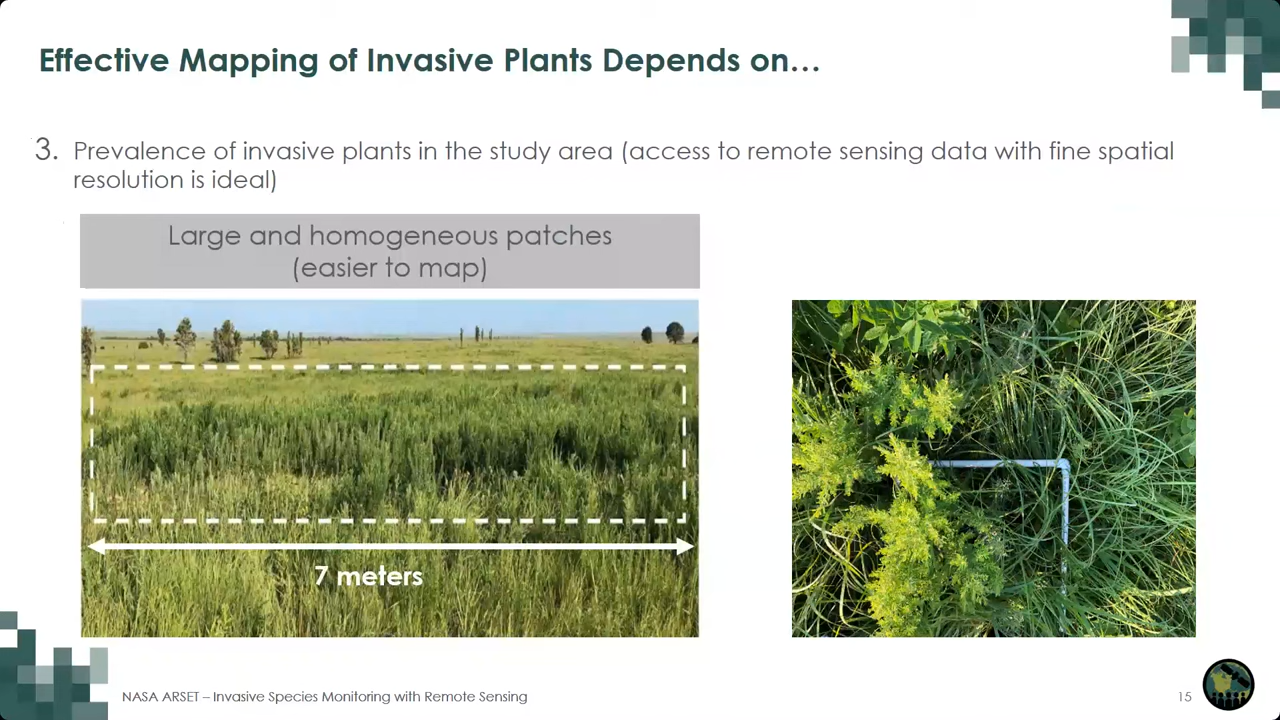 Effective Mapping of Invasive Plants Depends on…
3. Prevalence of invasive plants in the study area (access to remote sensing data with fine spatial
resolution is ideal)
Large and homogeneous patches
(easier to map)
7 meters
NASA ARSET – Invasive Species Monitoring with Remote Sensing
15